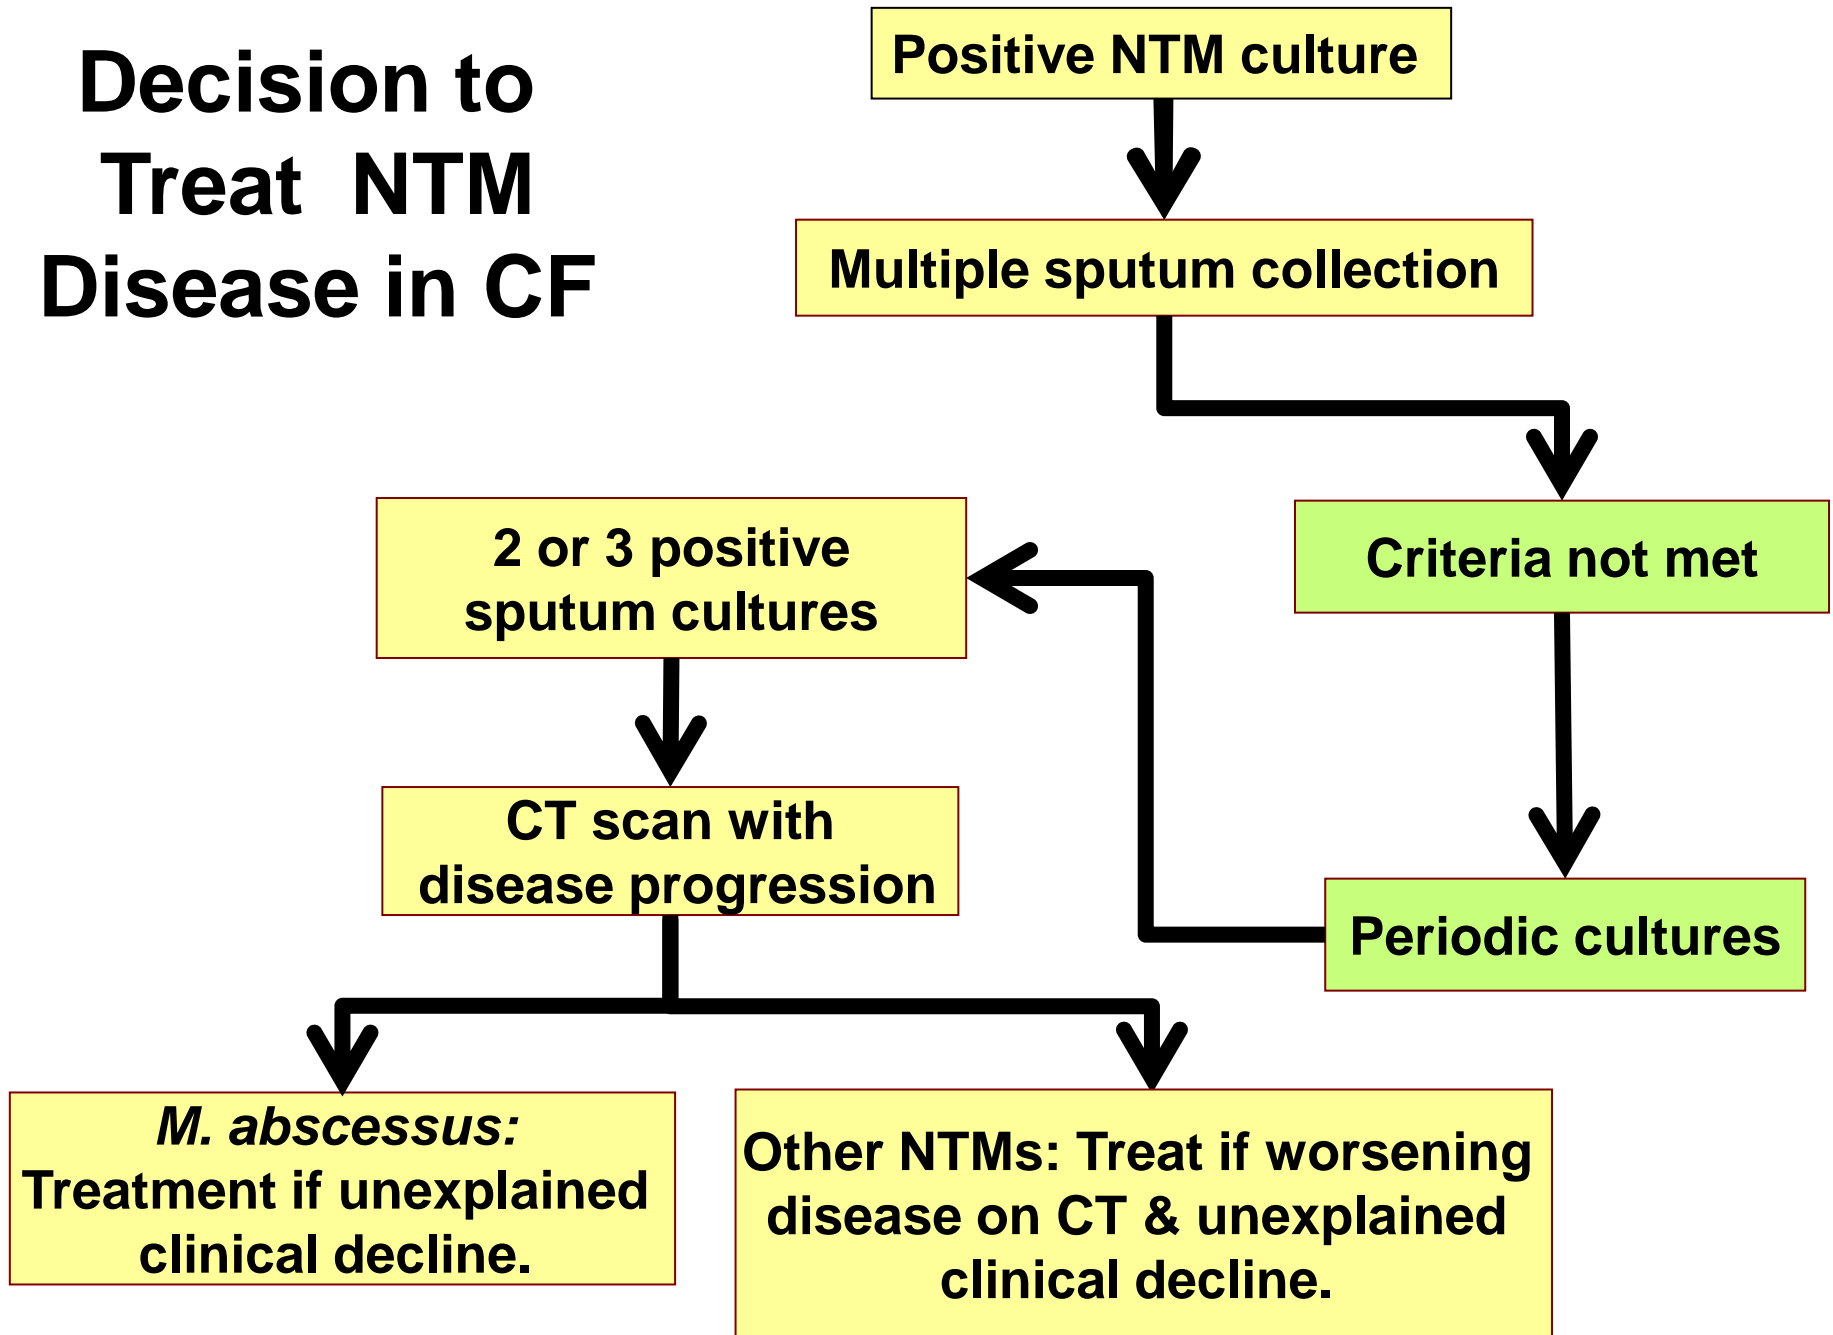 Decision to
Treat  NTM
Disease in CF
Positive NTM culture
Multiple sputum collection
Criteria not met
2 or 3 positive
sputum cultures
CT scan with
disease progression
Periodic cultures
M. abscessus:
Treatment if unexplained
clinical decline.
Other NTMs: Treat if worsening
disease on CT & unexplained
clinical decline.